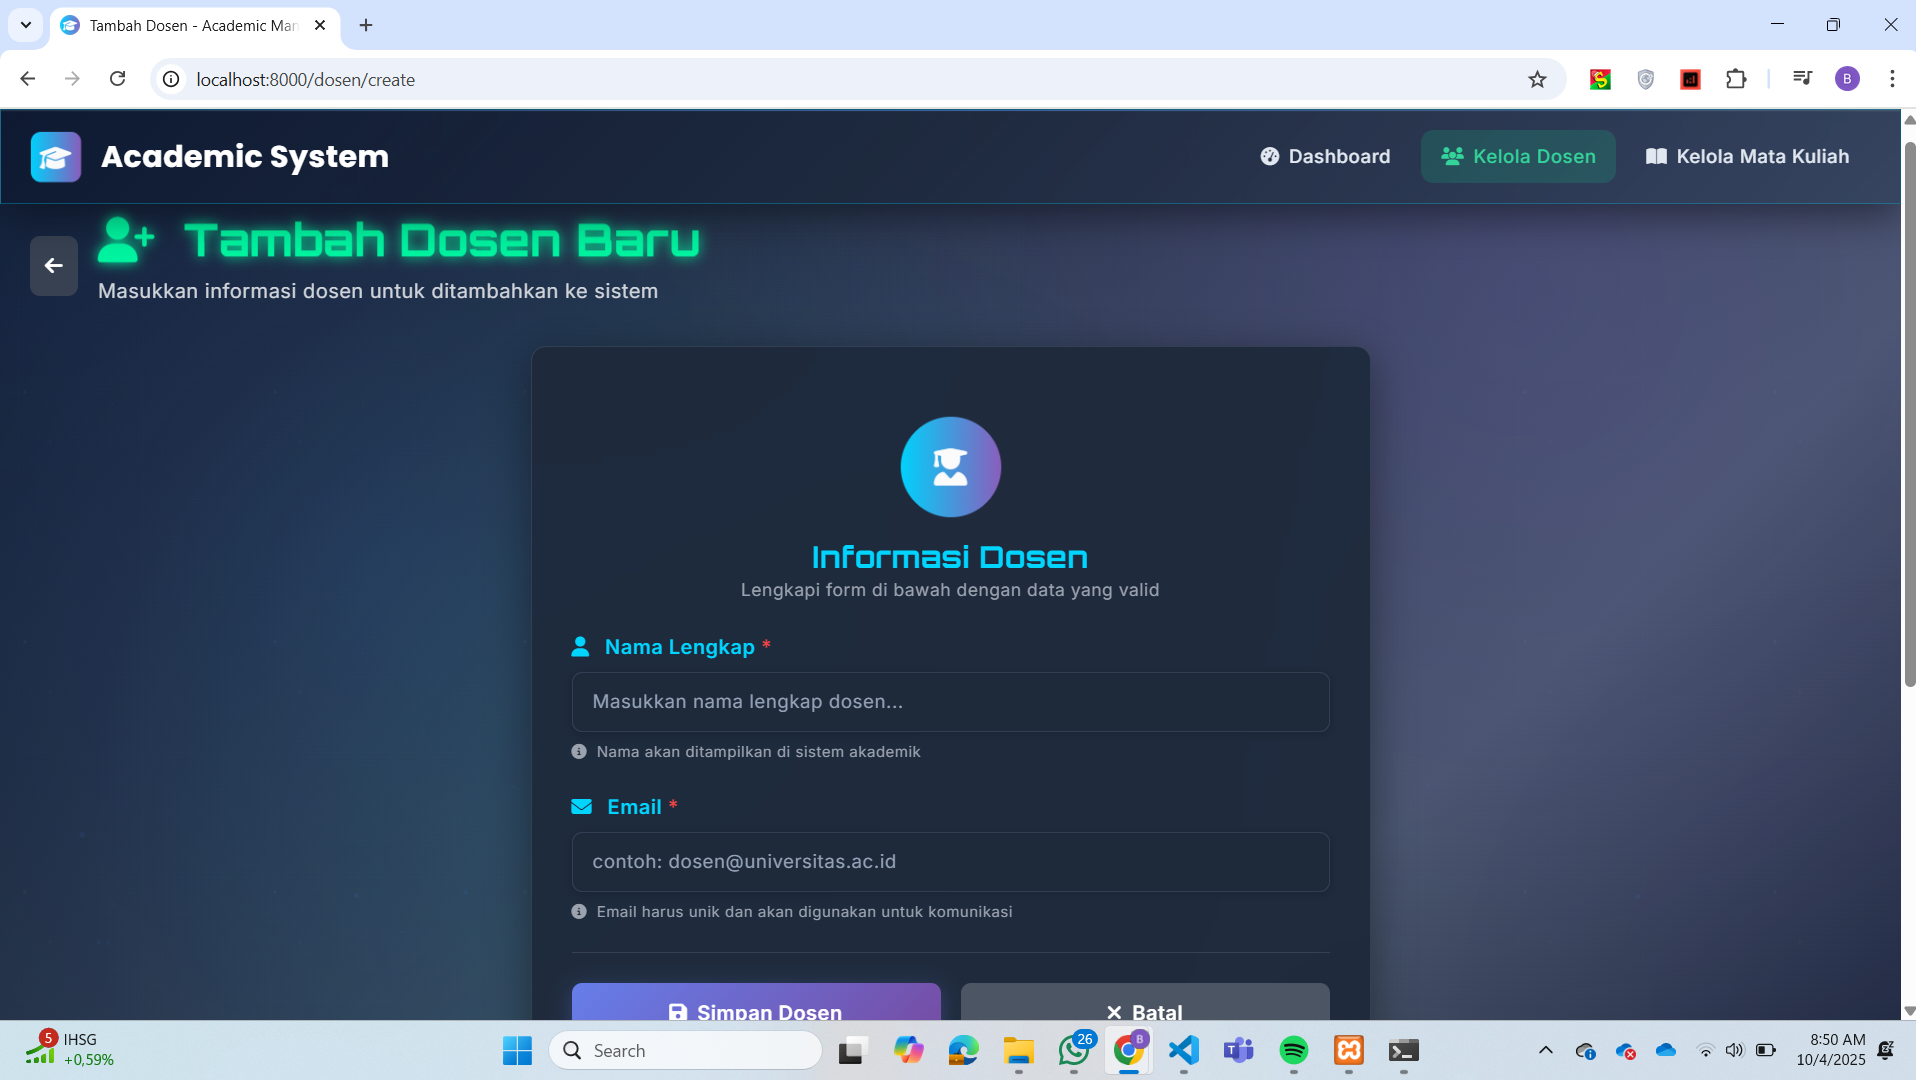 Tambah Dosen - Academic Man
localhost:8000/dosen/create
B
Academic System
Dashboard
Kelola Dosen
Kelola Mata Kuliah
Tambah Dosen Baru
Masukkan informasi dosen untuk ditambahkan ke sistem
Informasi Dosen
Lengkapi form di bawah dengan data yang valid
Nama Lengkap *
Masukkan nama lengkap dosen...
Nama akan ditampilkan di sistem akademik
Email *
contoh: dosen@universitas.ac.id
Email harus unik dan akan digunakan untuk komunikasi
Simpan Dosen
Batal
5
IHSG
+0,59%
Search
26
B
8:50 AM
10/4/2025